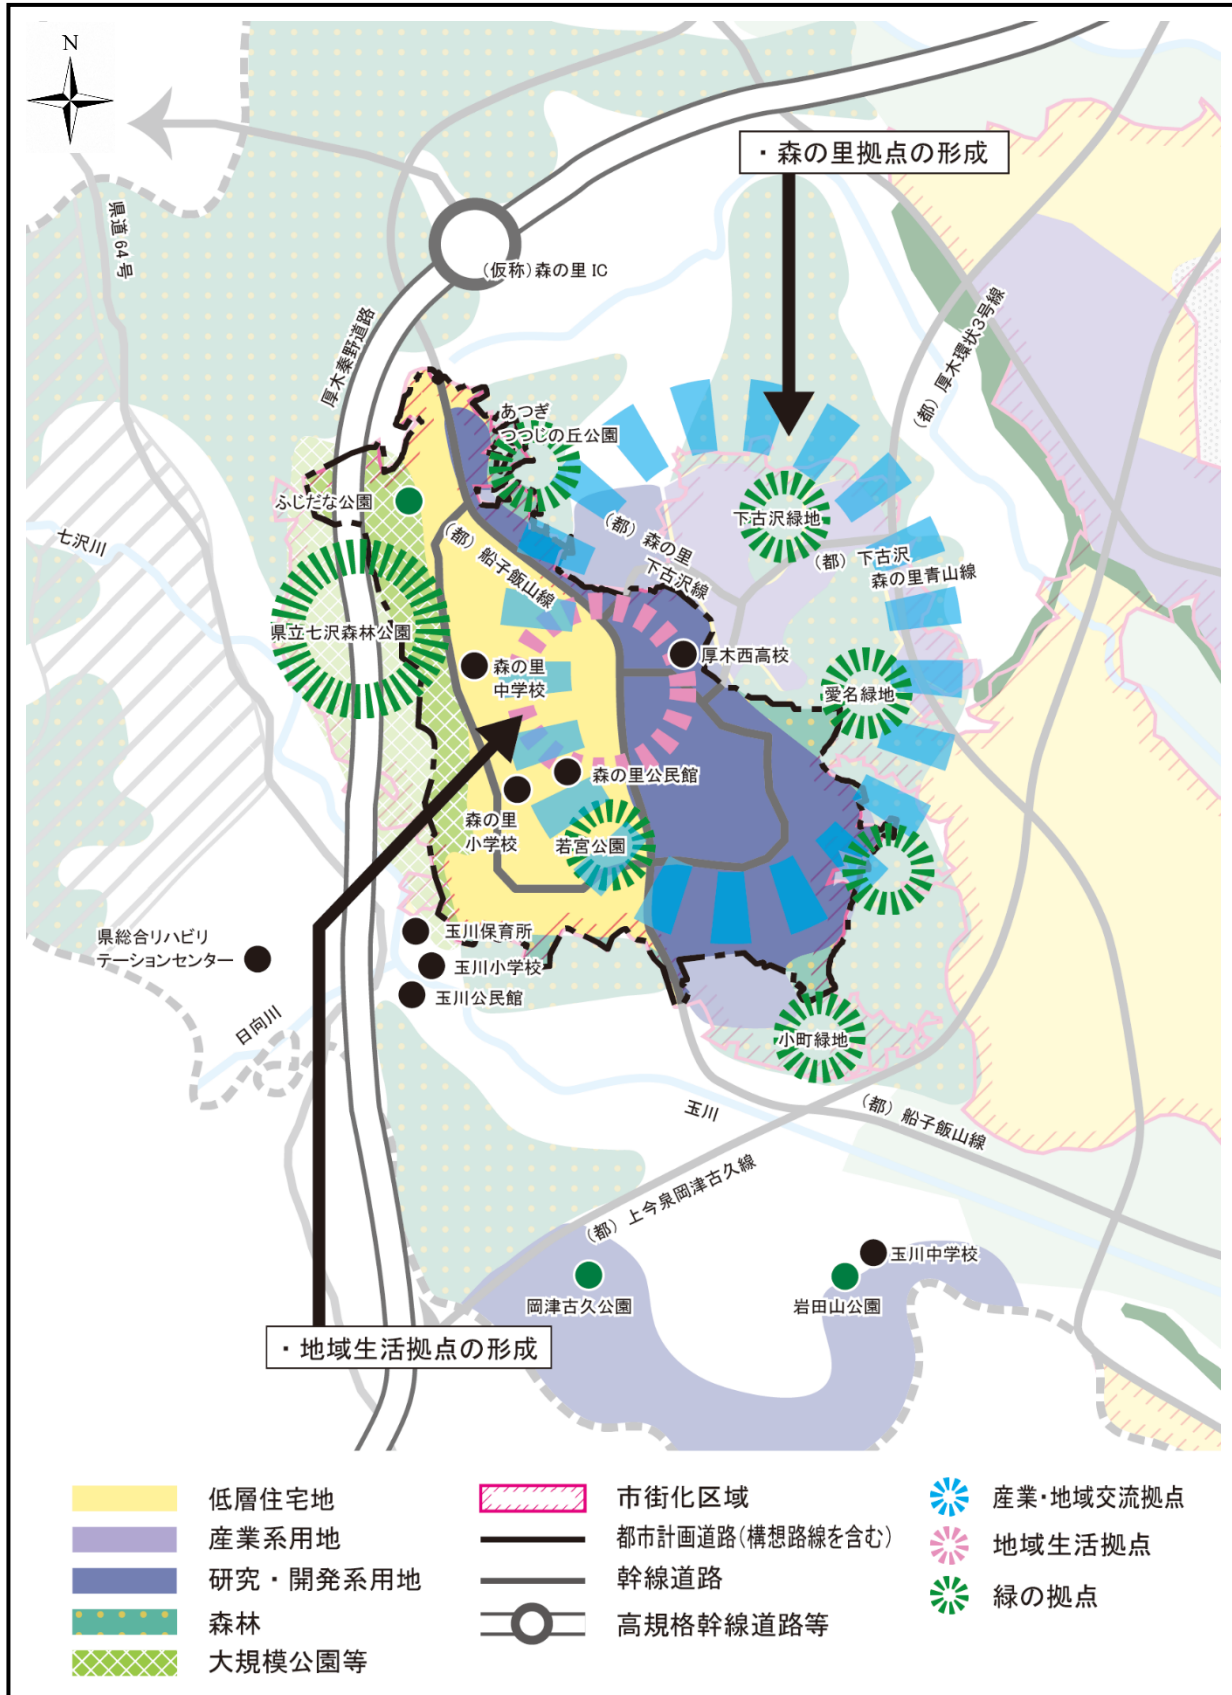 N
・森の里拠点の形成
県道64号
(仮称)森の里 IC
厚木秦野道路
(都)厚木環状3号線
あつぎ
つつじの丘公園
ふじだな公園
七沢川
(都)船子飯山線
(都)森の里
下古沢線
下古沢緑地
(都)下古沢
森の里青山線
県立七沢森林公園
森の里
中学校
厚木西高校
愛名緑地
森の里公民館
森の里
小学校
若宮公園
県総合リハビリ
テーションセンター
玉川保育所
玉川小学校
玉川公民館
日向川
小町緑地
玉川
(都)船子飯山線
(都)上今泉岡津古久線
玉川中学校
岡津古久公園
岩田山公園
・地域生活拠点の形成
低層住宅地
産業系用地
研究・開発系用地
森林
大規模公園等
市街化区域
都市計画道路(構想路線を含む)
幹線道路
高規格幹線道路等
産業・地域交流拠点
地域生活拠点
緑の拠点